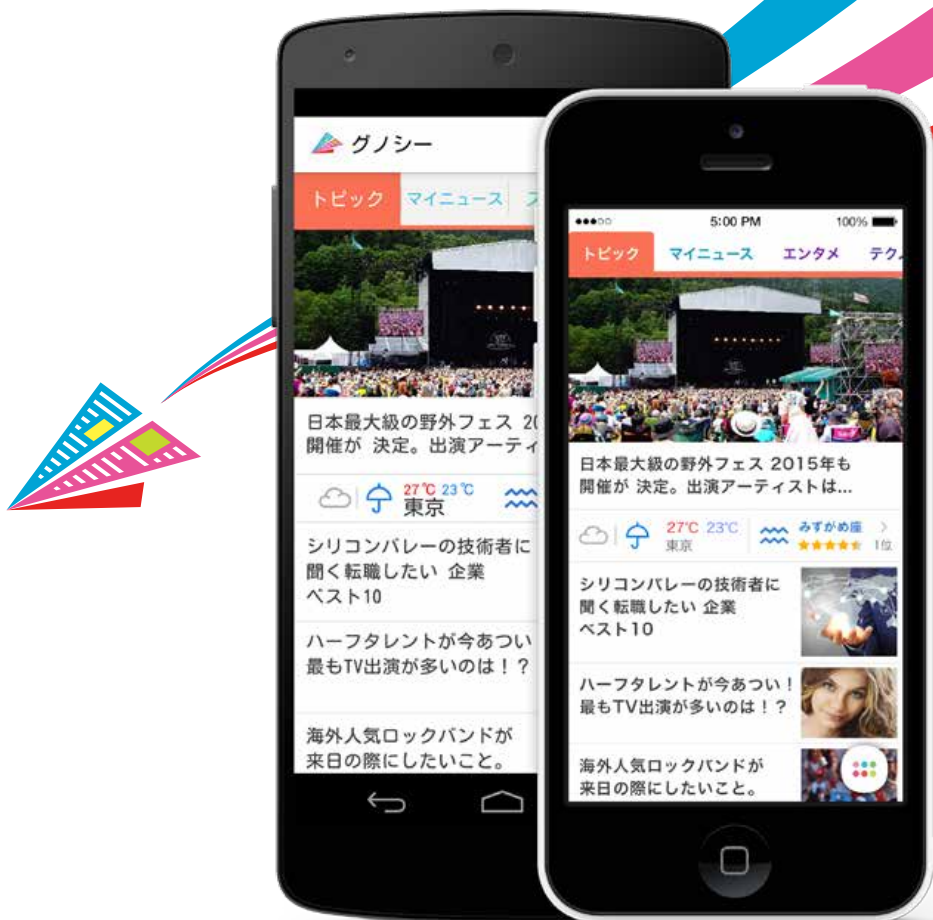 グノシー
トピック
マイニュース
日本最大級の野外フェス
開催が 決定。出演アーティ
27℃ 23℃
東京
シリコンバレーの技術者に
聞く転職したい 企業
ベスト10
ハーフタレントが今あつい
最もTV出演が多いのは！？
海外人気ロックバンドが
来日の際にしたいこと。
5:00 PM
100%
トピック
マイニュース
エンタメ
テク
日本最大級の野外フェス 2015年も
開催が 決定。出演アーティストは...
27℃ 23℃
東京
みずがめ座
1位
シリコンバレーの技術者に
聞く転職したい 企業
ベスト10
ハーフタレントが今あつい！
最もTV出演が多いのは！？
海外人気ロックバンドが
来日の際にしたいこと。